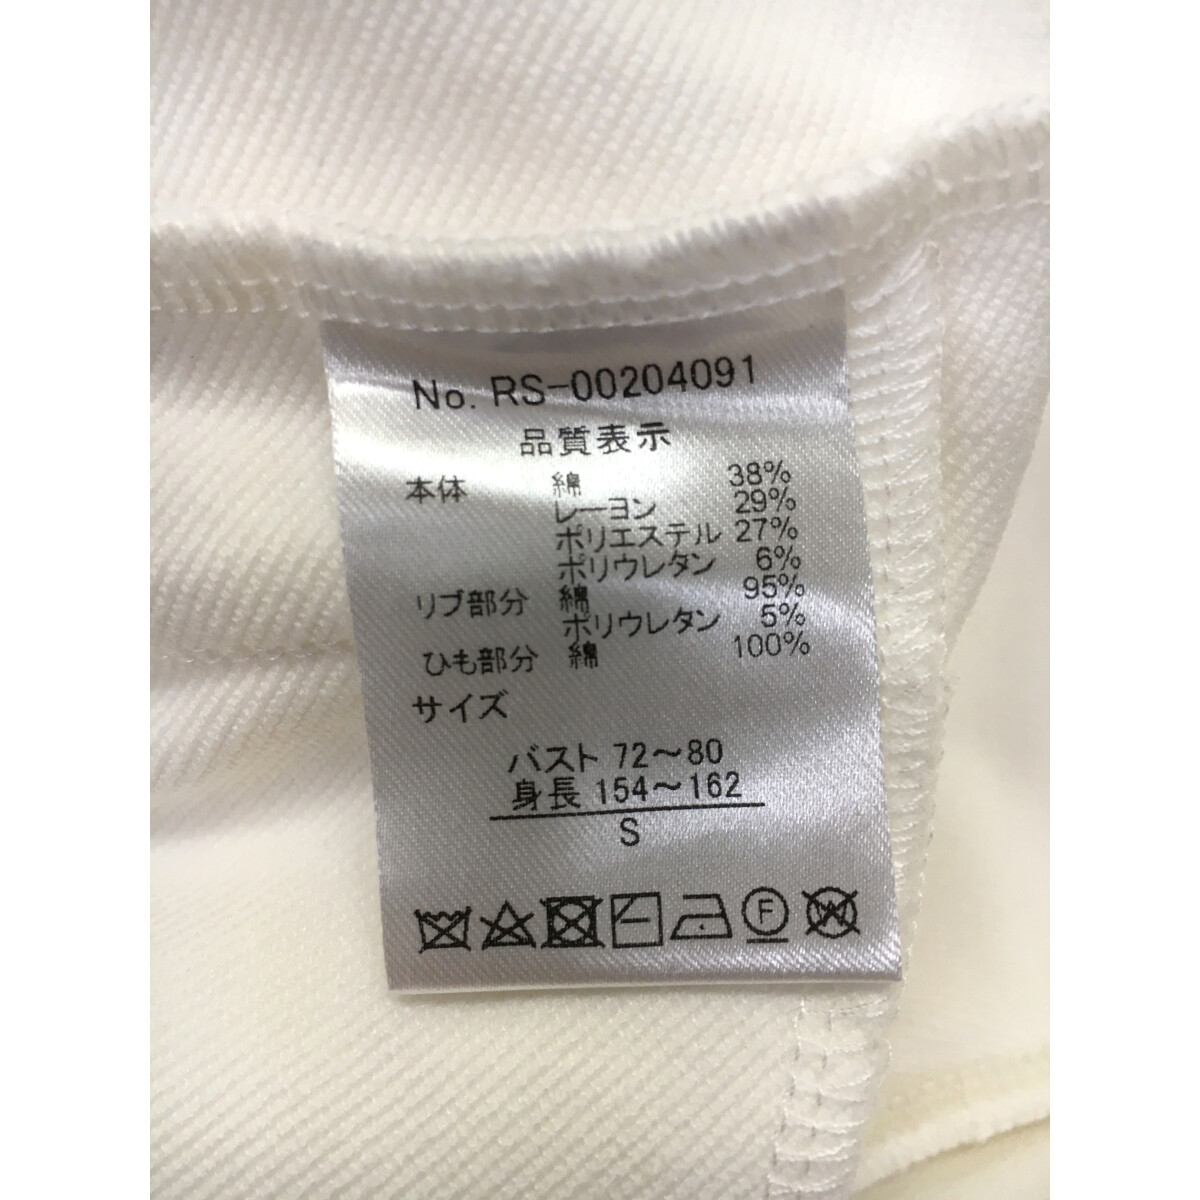 No. RS-00204091
品質表示
本体 綿 38%
レーヨン 29%
ポリエステル 27%
ポリウレタン 6%
リブ部分 綿 95%
ポリウレタン 5%
ひも部分 綿 100%
サイズ
バスト 72～80
身長 154～162
S
F W